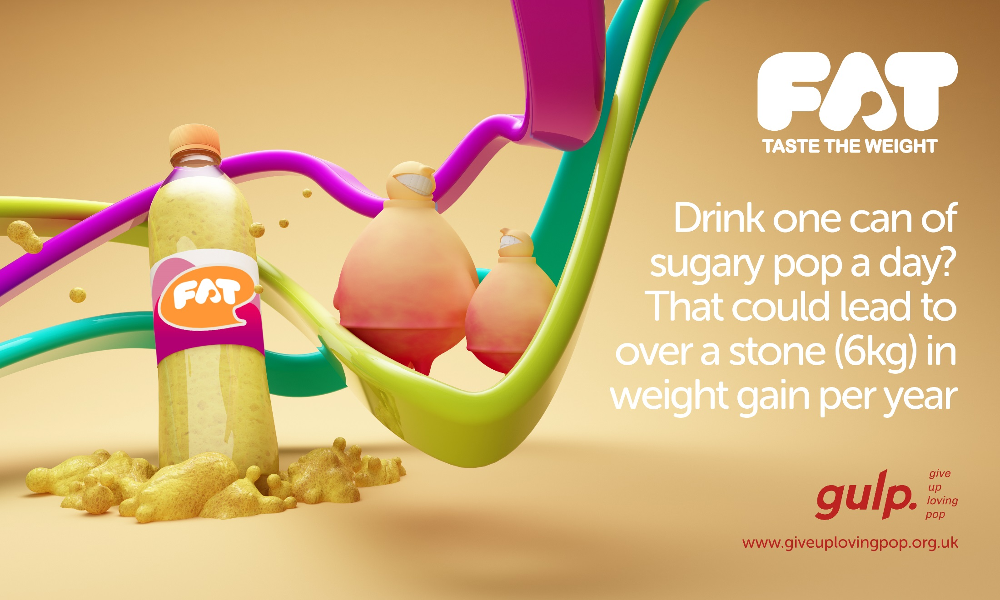 FAT
TASTE THE WEIGHT
FAT
Drink one can of
sugary pop a day?
That could lead to
over a stone (6kg) in
weight gain per year
gulp.
give
up
loving
pop
www.giveuplovingpop.org.uk